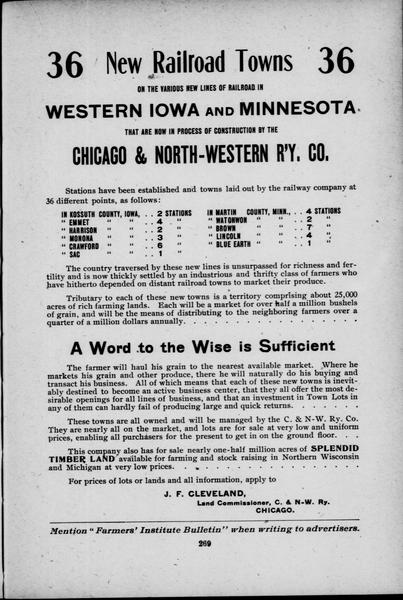 36 New Railroad Towns 36
ON THE VARIOUS NEW LINES OF RAILROAD IN
WESTERN IOWA AND MINNESOTA
THAT ARE NOW IN PROCESS OF CONSTRUCTION BY THE
CHICAGO & NORTH-WESTERN R'Y. CO.
Stations have been established and towns laid out by the railway company at
36 different points, as follows:
IN KOSSUTH COUNTY, IOWA, . . 2 STATIONS IN MARTIN COUNTY, MINN., . . 4 STATIONS
" EMMET " " . . 4 " " WATONWON " " . . 2 "
" HARRISON " " . . 2 " " BROWN " " . . 7 "
" MONONA " " . . 3 " " LINCOLN " " . . 4 "
" CRAWFORD " " . . 6 " " BLUE EARTH " " . . 1 "
" SAC " " . . 1 "
The country traversed by these new lines is unsurpassed for richness and fer-
tility and is now thickly settled by an industrious and thrifty class of farmers who
have hitherto depended on distant railroad towns to market their produce.
Tributary to each of these new towns is a territory comprising about 25,000
acres of rich farming lands. Each will be a market for over half a million bushels
of grain, and will be the means of distributing to the neighboring farmers over a
quarter of a million dollars annually. . . . . . . . . . . . . . . . . .
A Word to the Wise is Sufficient
The farmer will haul his grain to the nearest available market. Where he
markets his grain and other produce, there he will naturally do his buying and
transact his business. All of which means that each of these new towns is inevit-
ably destined to become an active business center, that they all offer the most de-
sirable openings for all lines of business, and that an investment in Town Lots in
any of them can hardly fail of producing large and quick returns. . . . . . . .
These towns are all owned and will be managed by the C. & N-W. Ry. Co.
They are nearly all on the market, and lots are for sale at very low and uniform
prices, enabling all purchasers for the present to get in on the ground floor. . . .
This company also has for sale nearly one-half million acres of SPLENDID
TIMBER LAND available for farming and stock raising in Northern Wisconsin
and Michigan at very low prices. . . . . . . . . . . . . . . . . .
For prices of lots or lands and all information, apply to
J. F. CLEVELAND,
Land Commissioner, C. & N-W. Ry.
CHICAGO.
Mention "Farmers' Institute Bulletin" when writing to advertisers.
269